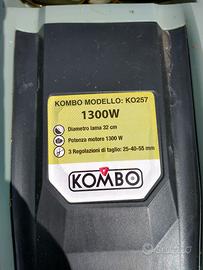 KOMBO MODELLO: KO257
1300W
Diametro lama 32 cm
Potenza motore 1300 W
3 Regolazioni di taglio: 25-40-55 mm
KOMBO
subito